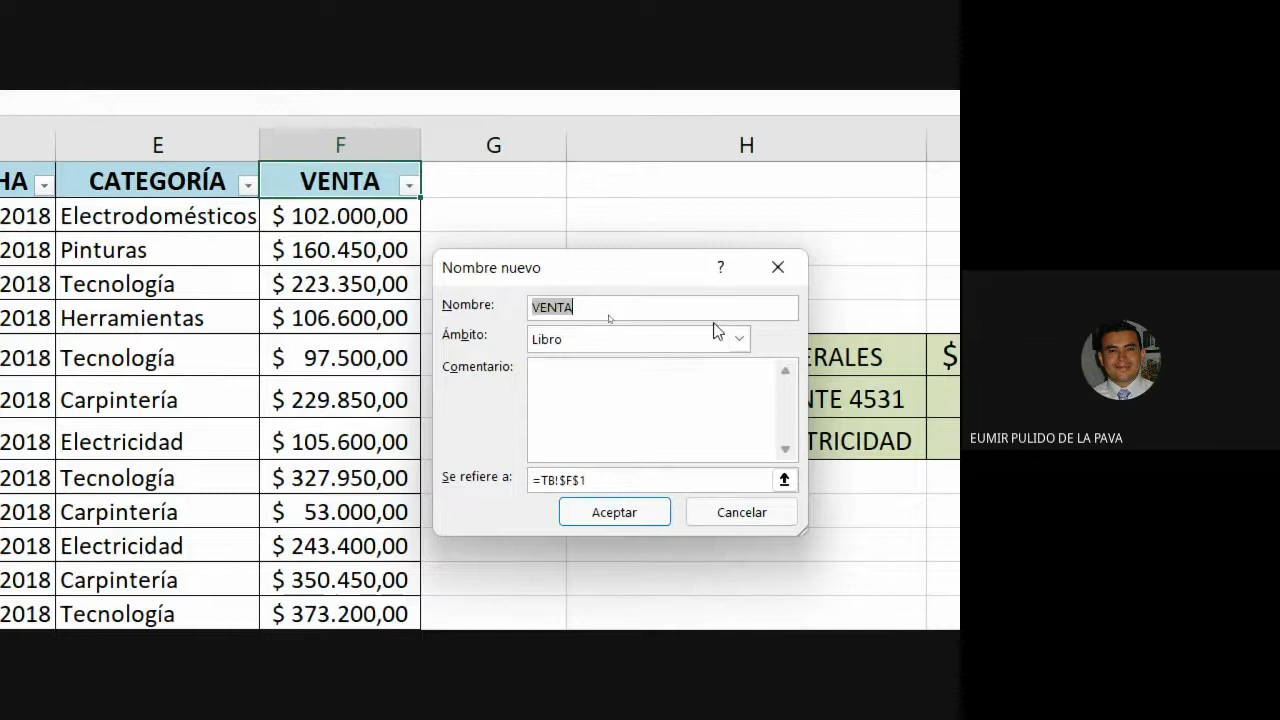 E F G H
HA CATEGORÍA VENTA
2018 Electrodomésticos $ 102.000,00
2018 Pinturas $ 160.450,00
2018 Tecnología $ 223.350,00
2018 Herramientas $ 106.600,00
2018 Tecnología $ 97.500,00
2018 Carpintería $ 229.850,00
2018 Electricidad $ 105.600,00
2018 Tecnología $ 327.950,00
2018 Carpintería $ 53.000,00
2018 Electricidad $ 243.400,00
2018 Carpintería $ 350.450,00
2018 Tecnología $ 373.200,00
Nombre nuevo ?
Nombre: VENTA
Ámbito: Libro
Comentario:
Se refiere a: =TB!$F$1
Aceptar Cancelar
ERALES $
NTE 4531
TRICIDAD
EUMIR PULIDO DE LA PAVA